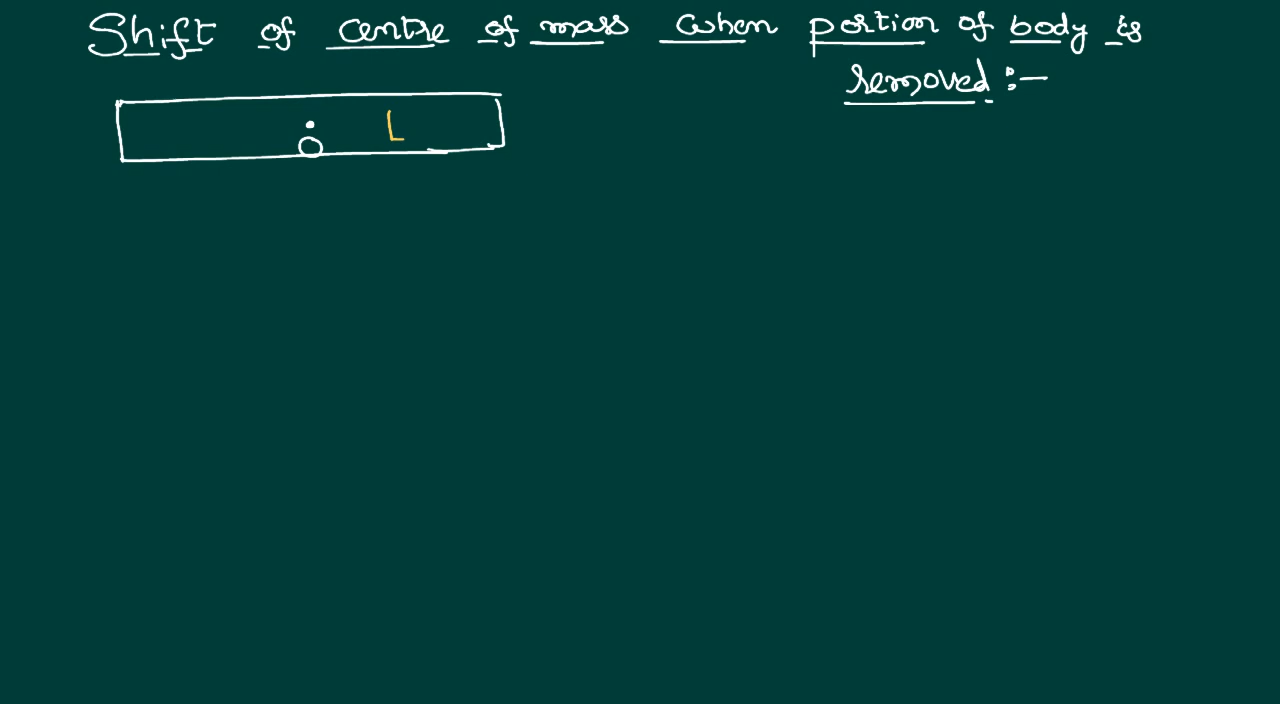 Shift of centre of mass when portion of body is
removed :-
L
O